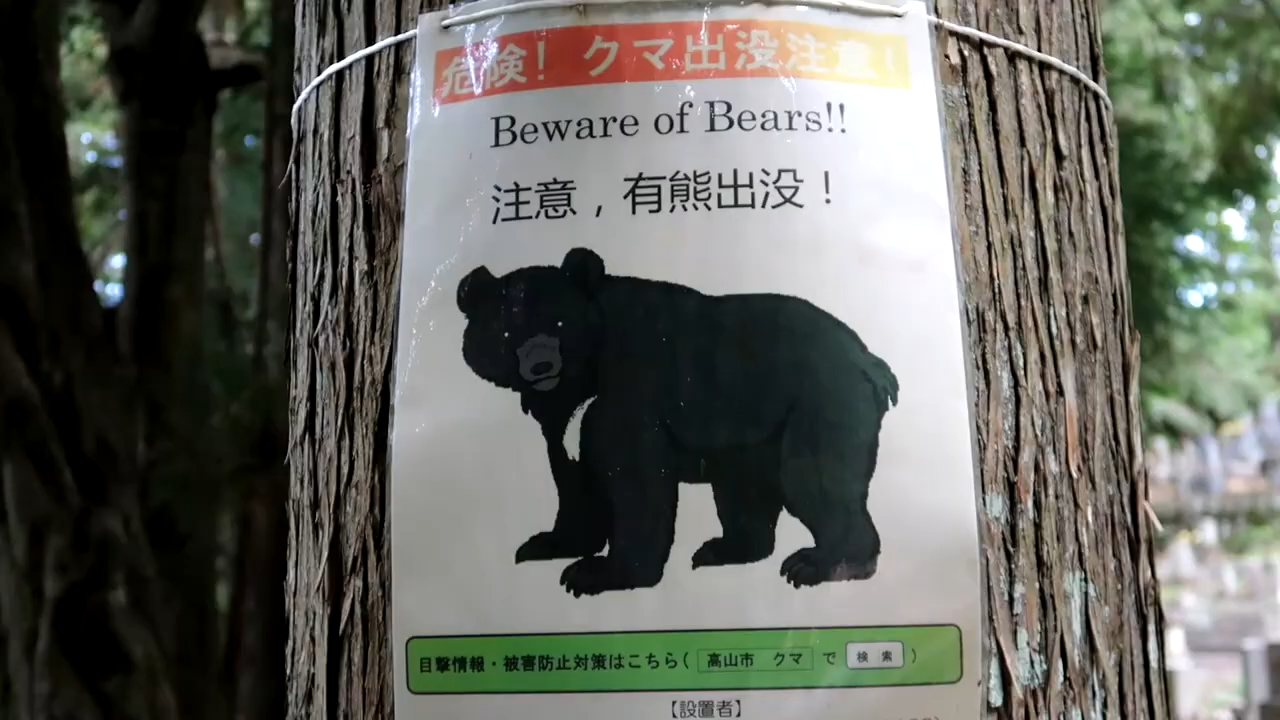 危険！クマ出没注意！
Beware of Bears!!
注意，有熊出没！
目撃情報・被害防止対策はこちら（ 高山市 クマ で 検索 ）
【設置者】